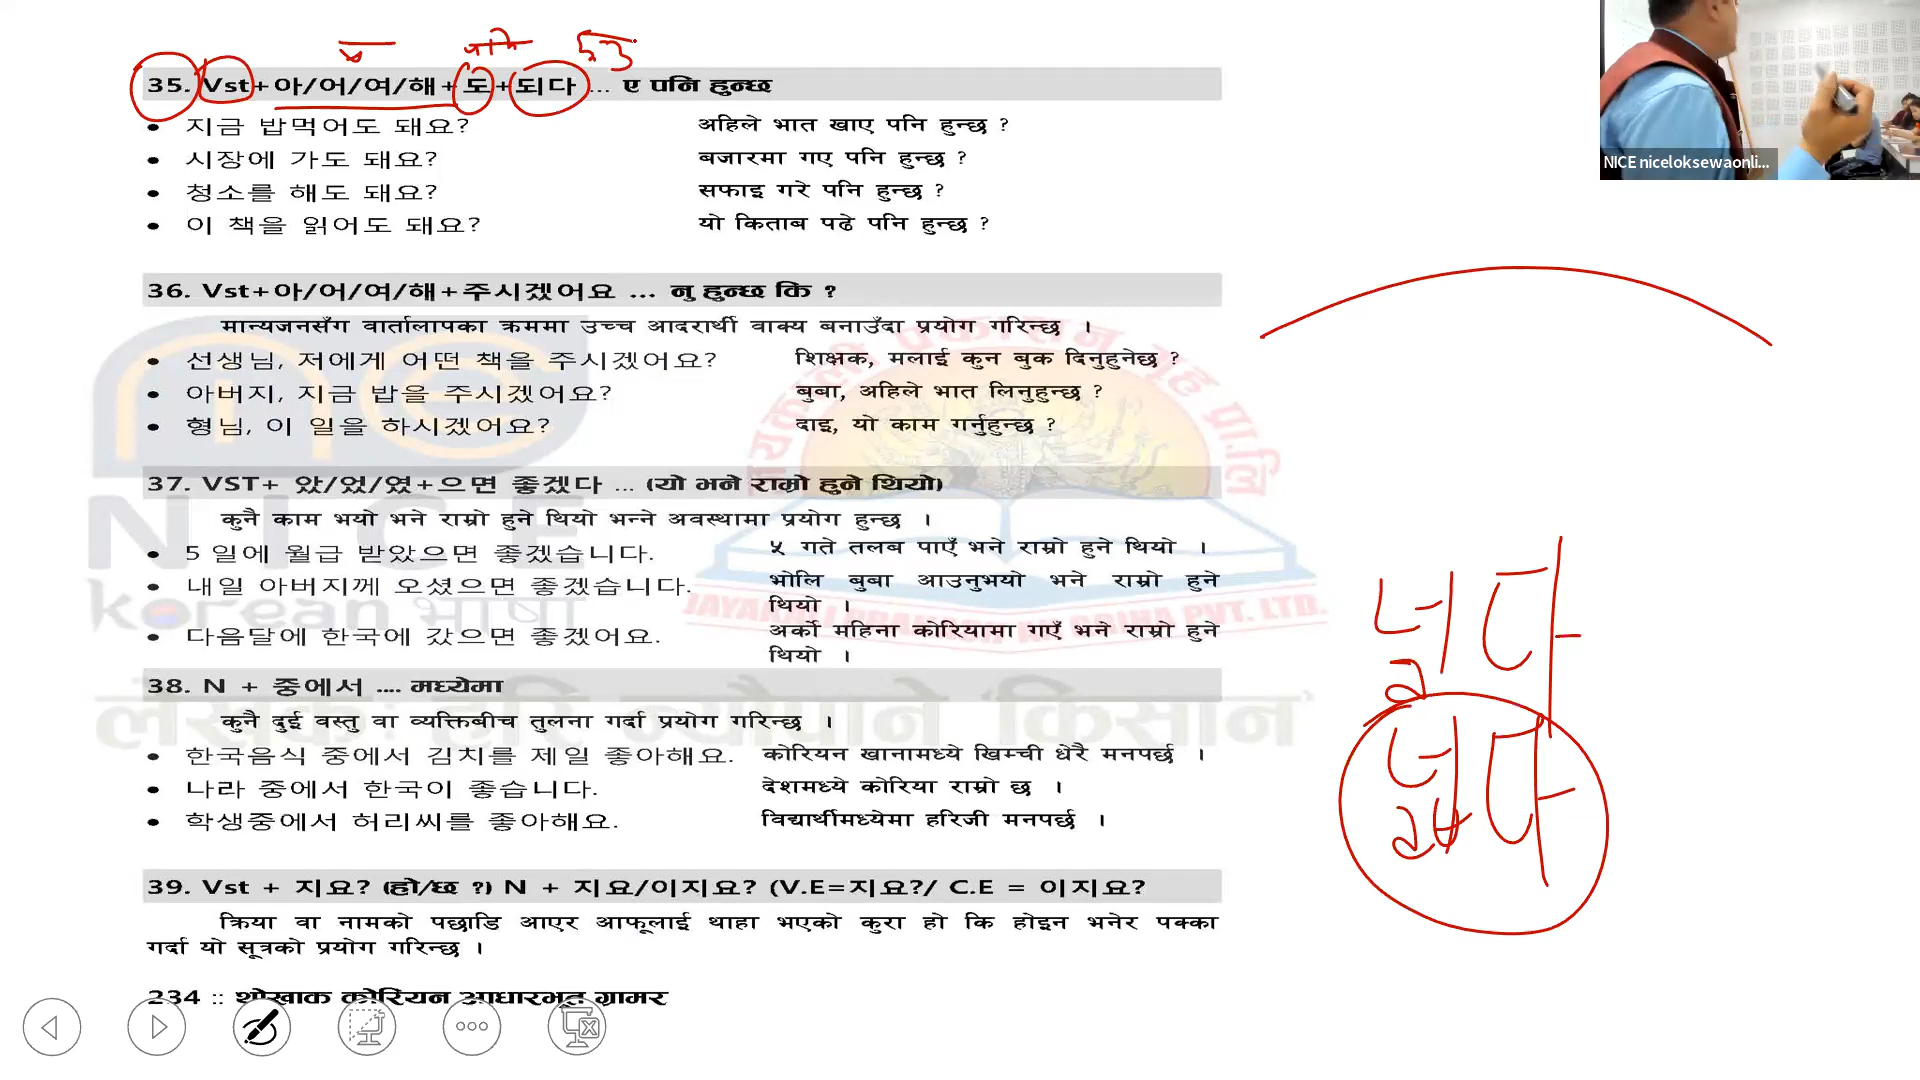 35. Vst+아/어/여/해+도+되다 ... ए पनि हुन्छ
• 지금 밥먹어도 돼요? अहिले भात खाए पनि हुन्छ ?
• 시장에 가도 돼요? बजारमा गए पनि हुन्छ ?
• 청소를 해도 돼요? सफाइ गरे पनि हुन्छ ?
• 이 책을 읽어도 돼요? यो किताब पढे पनि हुन्छ ?
NICE niceloksewaonli...
36. Vst+아/어/여/해+주시겠어요 ... नु हुन्छ कि ?
मान्यजनसँग वार्तालापका क्रममा उच्च आदरार्थी वाक्य बनाउँदा प्रयोग गरिन्छ ।
• 선생님, 저에게 어떤 책을 주시겠어요? शिक्षक, मलाई कुन बुक दिनुहुनेछ ?
• 아버지, 지금 밥을 주시겠어요? बुबा, अहिले भात लिनुहुन्छ ?
• 형님, 이 일을 하시겠어요? दाइ, यो काम गर्नुहुन्छ ?
37. VST+ 았/었/였+으면 좋겠다 ... (यो भने राम्रो हुने थियो)
कुनै काम भयो भने राम्रो हुने थियो भन्ने अवस्थामा प्रयोग हुन्छ ।
• 5 일에 월급 받았으면 좋겠습니다. ५ गते तलब पाएँ भने राम्रो हुने थियो ।
• 내일 아버지께 오셨으면 좋겠습니다. भोलि बुबा आउनुभयो भने राम्रो हुने
थियो ।
• 다음달에 한국에 갔으면 좋겠어요. अर्को महिना कोरियामा गएँ भने राम्रो हुने
थियो ।
38. N + 중에서 .... मध्येमा
कुनै दुई वस्तु वा व्यक्तिबीच तुलना गर्दा प्रयोग गरिन्छ ।
• 한국음식 중에서 김치를 제일 좋아해요. कोरियन खानामध्ये खिम्ची धेरै मनपर्छ ।
• 나라 중에서 한국이 좋습니다. देशमध्ये कोरिया राम्रो छ ।
• 학생중에서 허리씨를 좋아해요. विद्यार्थीमध्येमा हरिजी मनपर्छ ।
39. Vst + 지요? (हो/छ ?) N + 지요/이지요? (V.E=지요?/ C.E = 이지요?
क्रिया वा नामको पछाडि आएर आफूलाई थाहा भएको कुरा हो कि होइन भनेर पक्का
गर्दा यो सूत्रको प्रयोग गरिन्छ ।
234 :: थोखाक कोरियन आधारभूत ग्रामर
NICE
korean भाषा
लेखकः हरि न्यौपाने 'किसान'
넣다